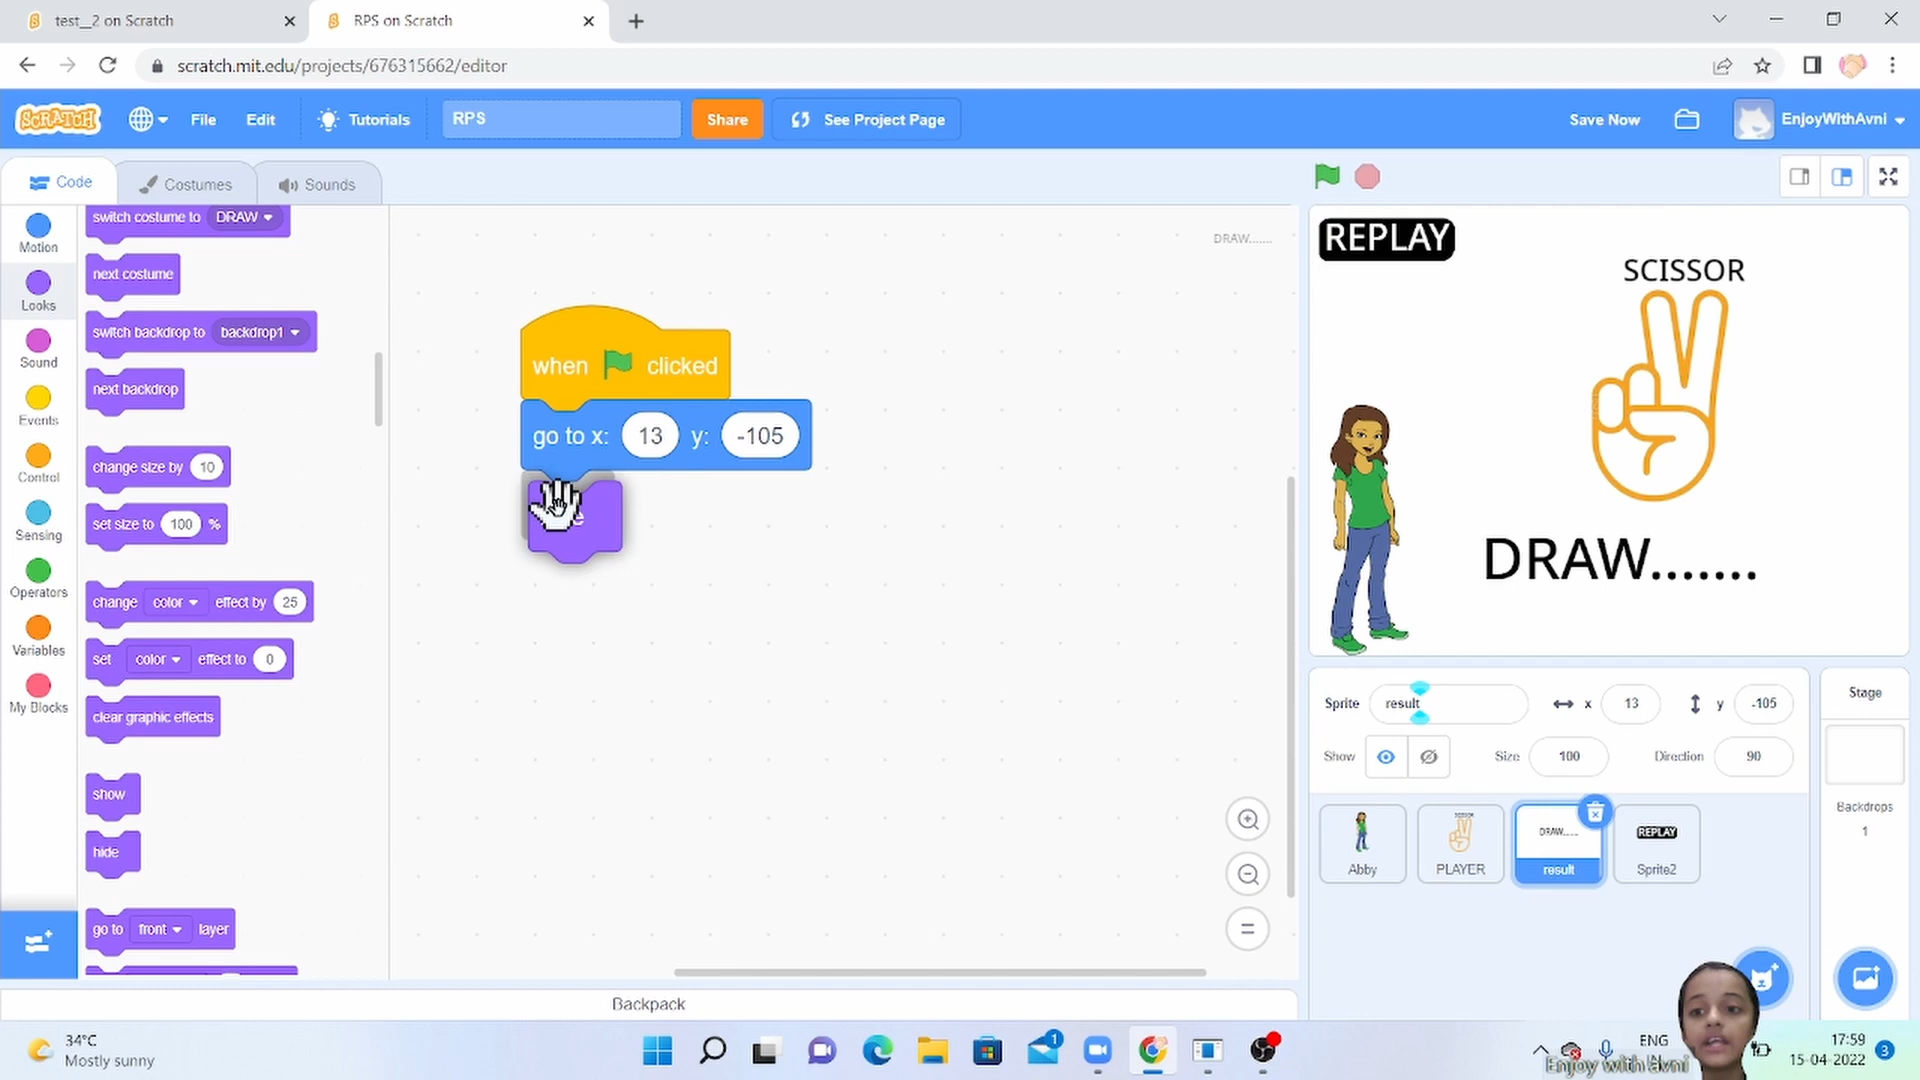 test__2 on Scratch
RPS on Scratch
scratch.mit.edu/projects/676315662/editor
SCRATCH
File
Edit
Tutorials
RPS
Share
See Project Page
Save Now
EnjoyWithAvni
Code
Costumes
Sounds
Motion
Looks
Sound
Events
Control
Sensing
Operators
Variables
My Blocks
switch costume to DRAW
next costume
switch backdrop to backdrop1
next backdrop
change size by 10
set size to 100 %
change color effect by 25
set color effect to 0
clear graphic effects
show
hide
go to front layer
DRAW.......
when clicked
go to x: 13 y: -105
REPLAY
SCISSOR
DRAW.......
Sprite result x 13 y -105
Show Size 100 Direction 90
SCISSOR
DRAW.......
REPLAY
Abby
PLAYER
result
Sprite2
Stage
Backdrops
1
Backpack
34°C
Mostly sunny
1
ENG
17:59
15-04-2022
3
Enjoy with avni